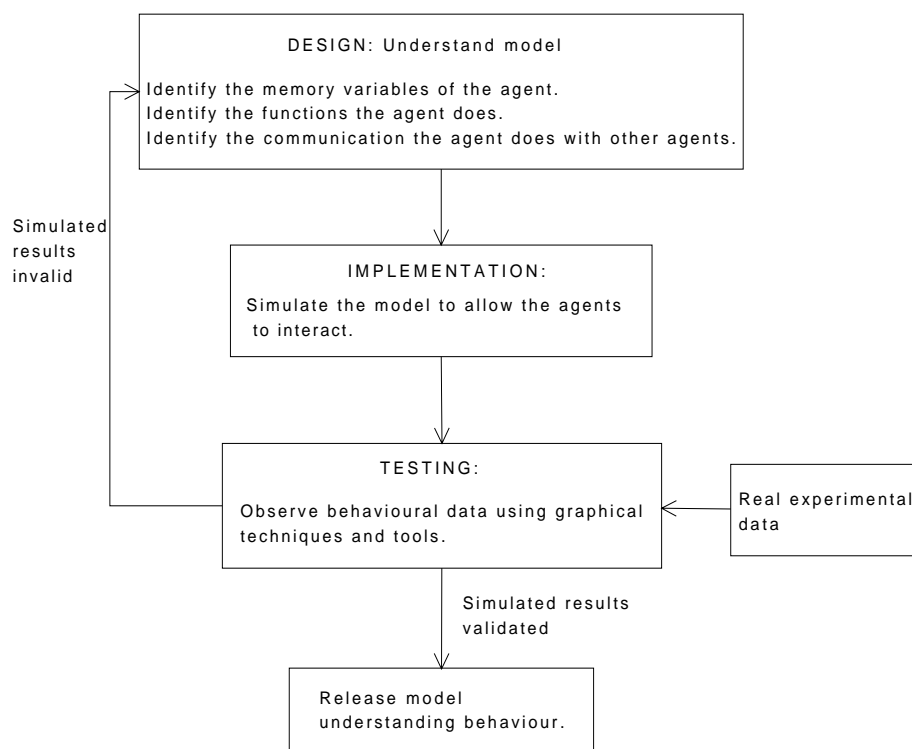 DESIGN: Understand model
Identify the memory variables of the agent.
Identify the functions the agent does.
Identify the communication the agent does with other agents.
Simulated
results
invalid
IMPLEMENTATION:
Simulate the model to allow the agents
to interact.
TESTING:
Observe behavioural data using graphical
techniques and tools.
Real experimental
data
Simulated results
validated
Release model
understanding behaviour.